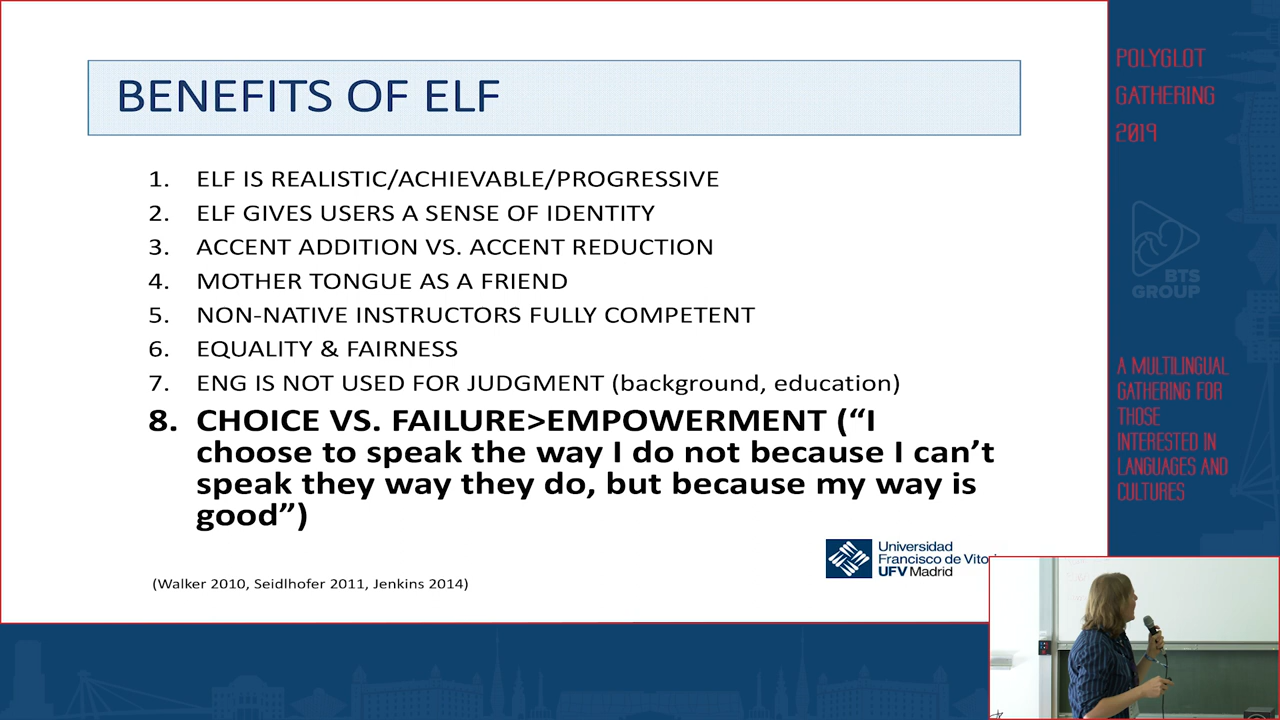 BENEFITS OF ELF
1. ELF IS REALISTIC/ACHIEVABLE/PROGRESSIVE
2. ELF GIVES USERS A SENSE OF IDENTITY
3. ACCENT ADDITION VS. ACCENT REDUCTION
4. MOTHER TONGUE AS A FRIEND
5. NON-NATIVE INSTRUCTORS FULLY COMPETENT
6. EQUALITY & FAIRNESS
7. ENG IS NOT USED FOR JUDGMENT (background, education)
8. CHOICE VS. FAILURE>EMPOWERMENT (“I
choose to speak the way I do not because I can’t
speak they way they do, but because my way is
good”)
(Walker 2010, Seidlhofer 2011, Jenkins 2014)
Universidad
Francisco de
UFV Madrid
POLYGLOT
GATHERING
2019
BTS
GROUP
A MULTILINGUAL
GATHERING FOR
THOSE
INTERESTED IN
LANGUAGES AND
CULTURES